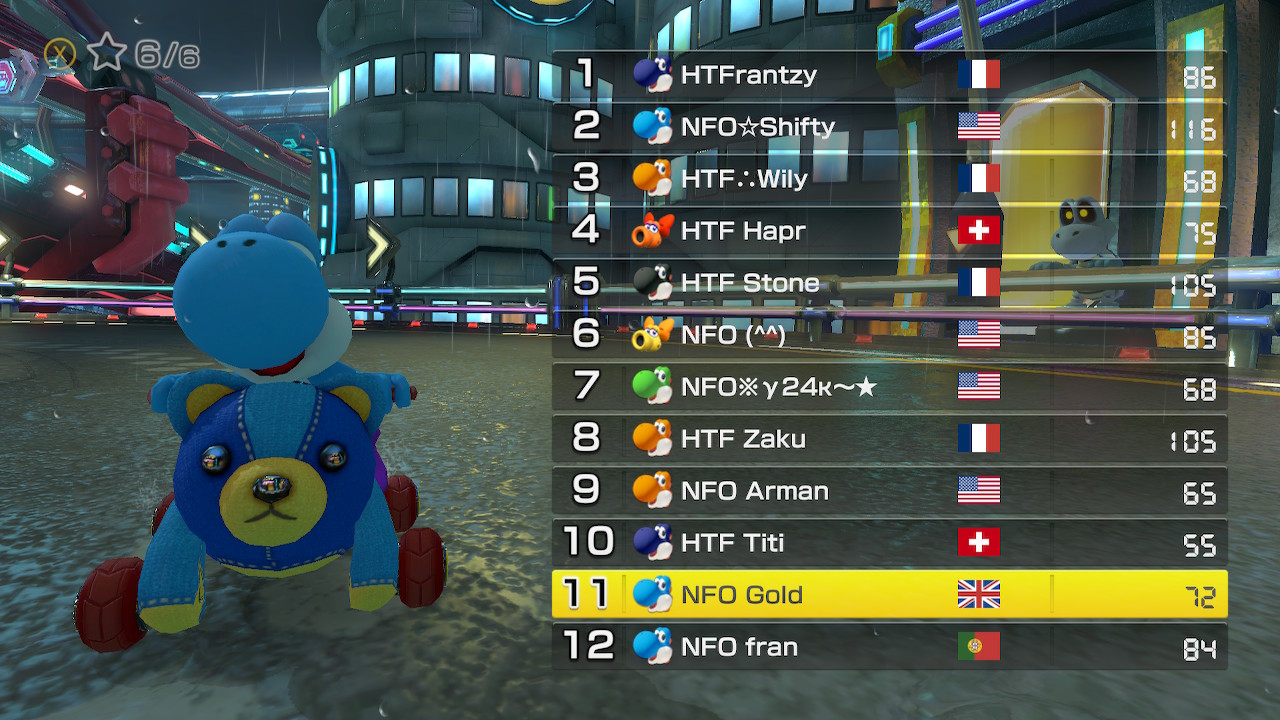 X ☆ 6/6
1 HTFrantzy 86
2 NFO☆Shifty 116
3 HTF∴Wily 68
4 HTF Hapr 75
5 HTF Stone 105
6 NFO (^^) 85
7 NFO※γ24κ～★ 68
8 HTF Zaku 105
9 NFO Arman 65
10 HTF Titi 55
11 NFO Gold 72
12 NFO fran 84